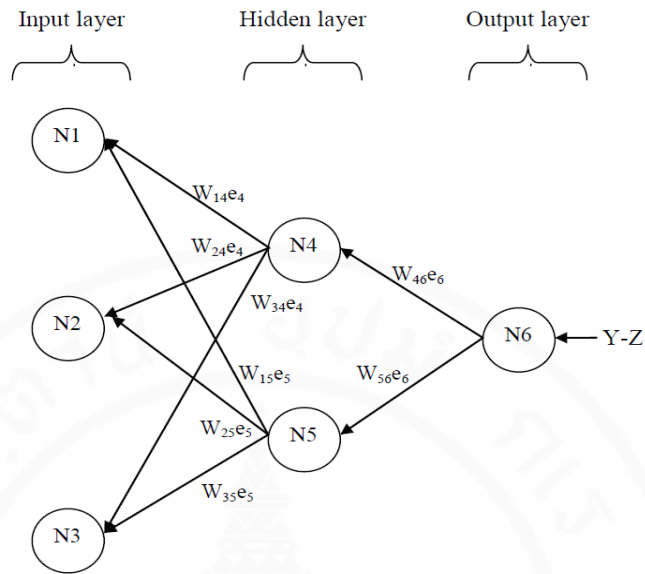 Input layer
Hidden layer
Output layer
N1
W₁₄e₄
W₂₄e₄
N4
W₃₄e₄
W₄₆e₆
N2
N6
Y-Z
W₁₅e₅
W₅₆e₆
W₂₅e₅
N5
W₃₅e₅
N3